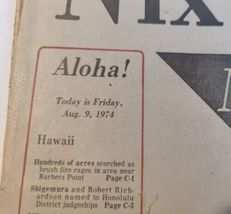 Nix
Aloha!
Today is Friday,
Aug. 9, 1974
Hawaii
Hundreds of acres scorched as
brush fire rages in area near
Barbers Point Page C-1
Shigemura and Robert Rich-
ardson named to Honolulu
District judgeships Page C-3